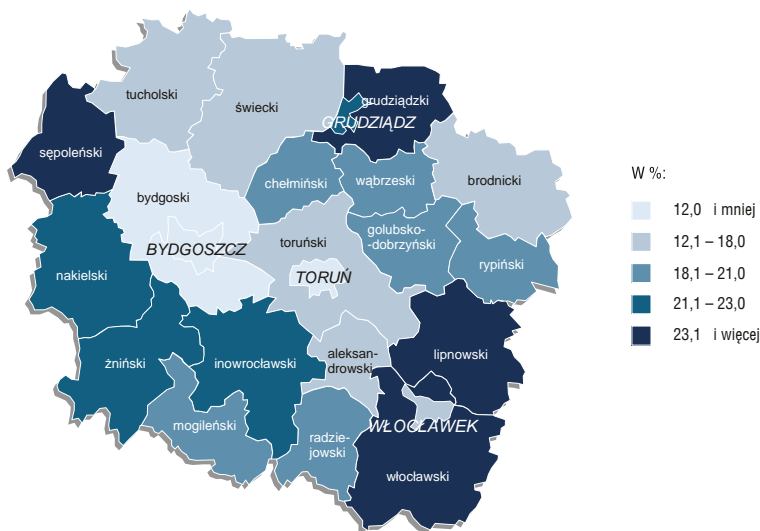 tucholski
świecki
grudziądzki
GRUDZIĄDZ
sępoleński
chełmiński
wąbrzeski
brodnicki
W %:
bydgoski
12,0 i mniej
golubsko-
-dobrzyński
toruński
12,1 – 18,0
BYDGOSZCZ
rypiński
18,1 – 21,0
nakielski
TORUŃ
21,1 – 23,0
23,1 i więcej
żniński
inowrocławski
aleksan-
drowski
lipnowski
mogileński
WŁOCŁAWEK
radzie-
jowski
włocławski